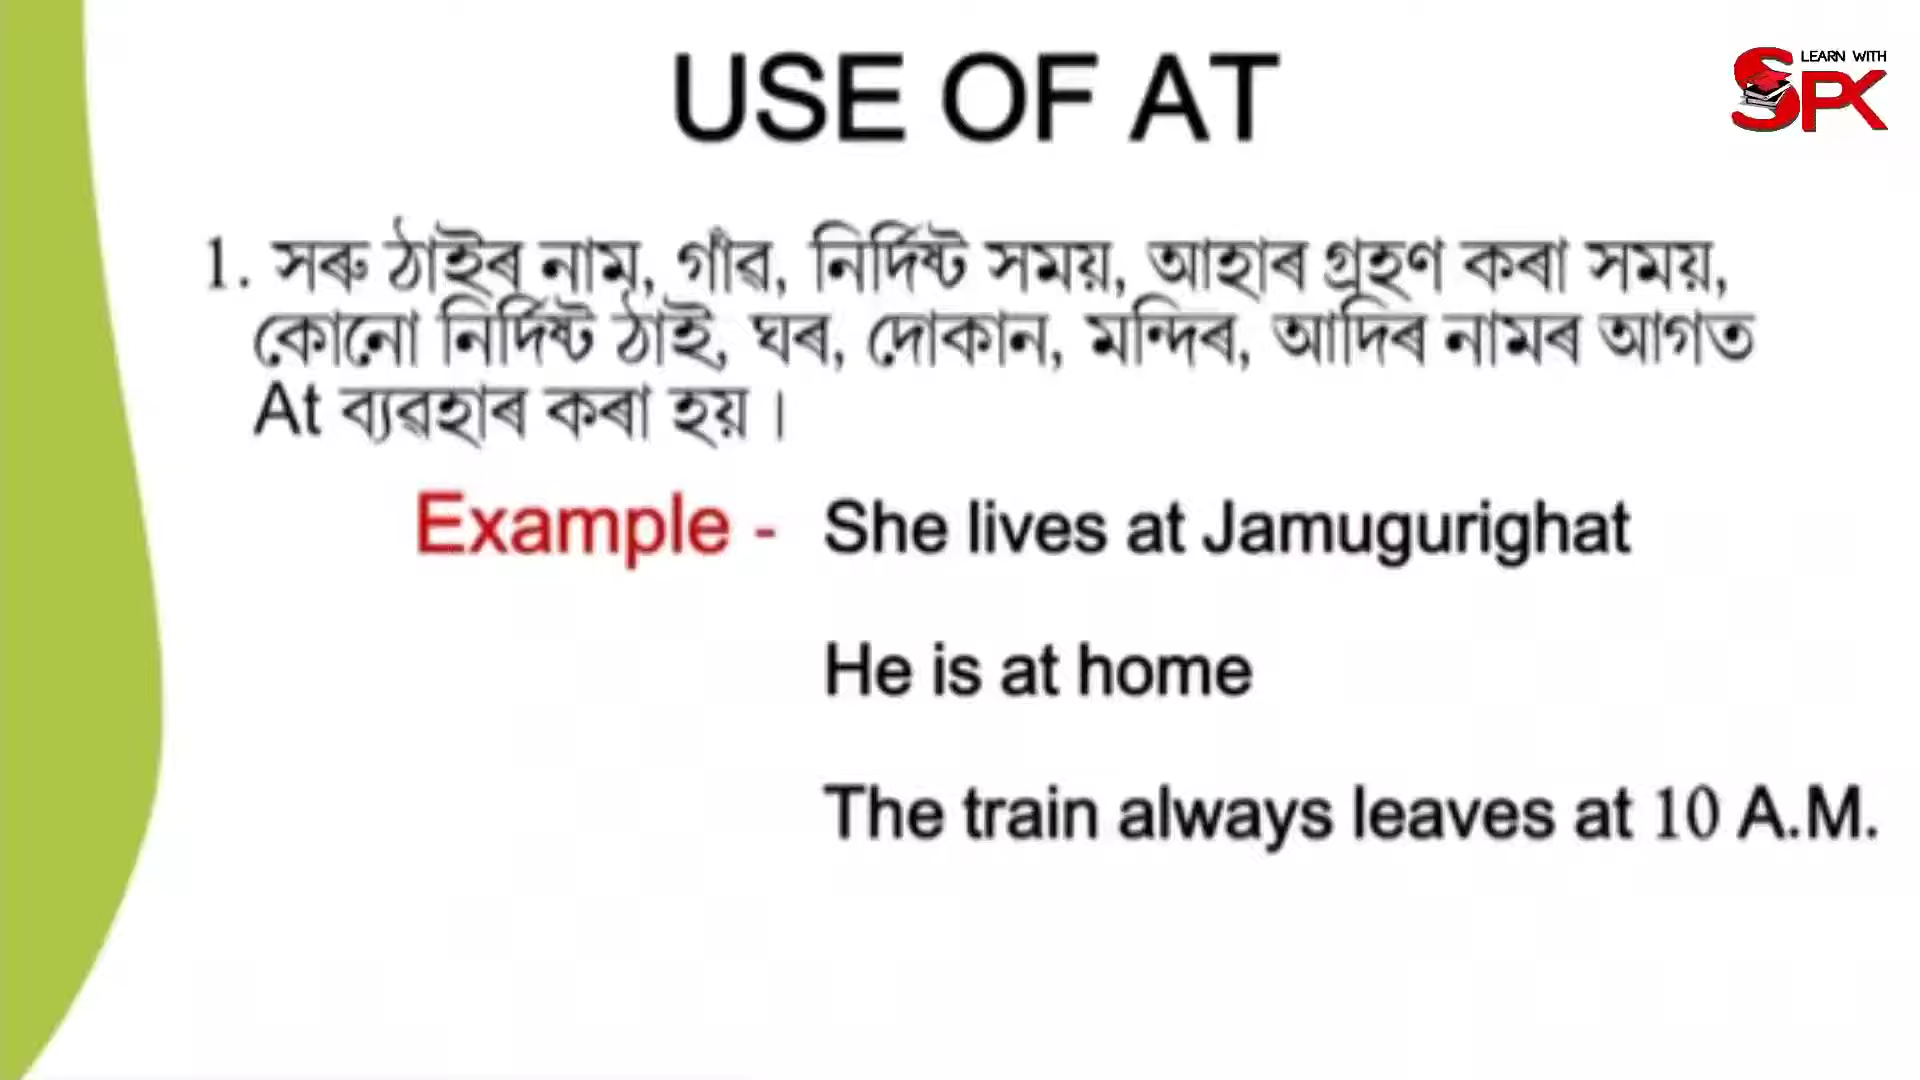 USE OF AT
LEARN WITH
SPK
1. সৰু ঠাইৰ নাম, গাঁৱ, নিৰ্দিষ্ট সময়, আহাৰ গ্ৰহণ কৰা সময়,
কোনো নিৰ্দিষ্ট ঠাই, ঘৰ, দোকান, মন্দিৰ, আদিৰ নামৰ আগত
At ব্যৱহাৰ কৰা হয়।
Example - She lives at Jamugurighat
He is at home
The train always leaves at 10 A.M.